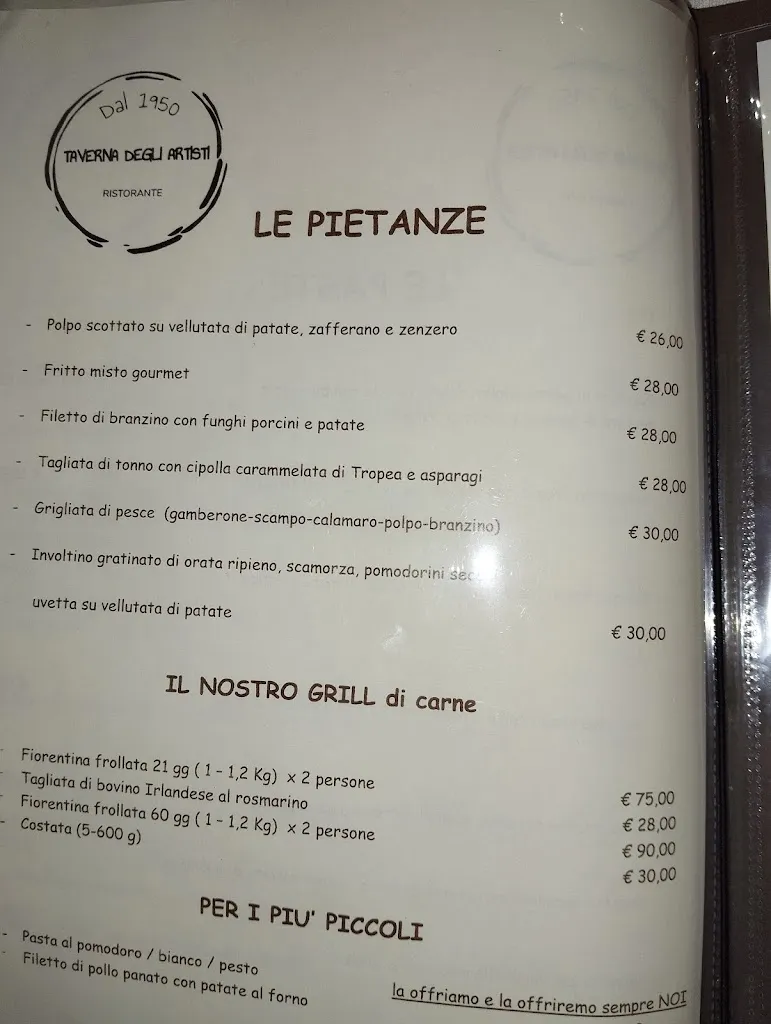 Dal 1950
TAVERNA DEGLI ARTISTI
RISTORANTE
LE PIETANZE
- Polpo scottato su vellutata di patate, zafferano e zenzero € 26,00
- Fritto misto gourmet € 28,00
- Filetto di branzino con funghi porcini e patate € 28,00
- Tagliata di tonno con cipolla carammelata di Tropea e asparagi € 28,00
- Grigliata di pesce (gamberone-scampo-calamaro-polpo-branzino) € 30,00
- Involtino gratinato di orata ripieno, scamorza, pomodorini
uvetta su vellutata di patate € 30,00
IL NOSTRO GRILL di carne
- Fiorentina frollata 21 gg ( 1 - 1,2 Kg) x 2 persone € 75,00
- Tagliata di bovino Irlandese al rosmarino € 28,00
- Fiorentina frollata 60 gg ( 1 - 1,2 Kg) x 2 persone € 90,00
- Costata (5-600 g) € 30,00
PER I PIU' PICCOLI
- Pasta al pomodoro / bianco / pesto
- Filetto di pollo panato con patate al forno
la offriamo e la offriremo sempre NOI